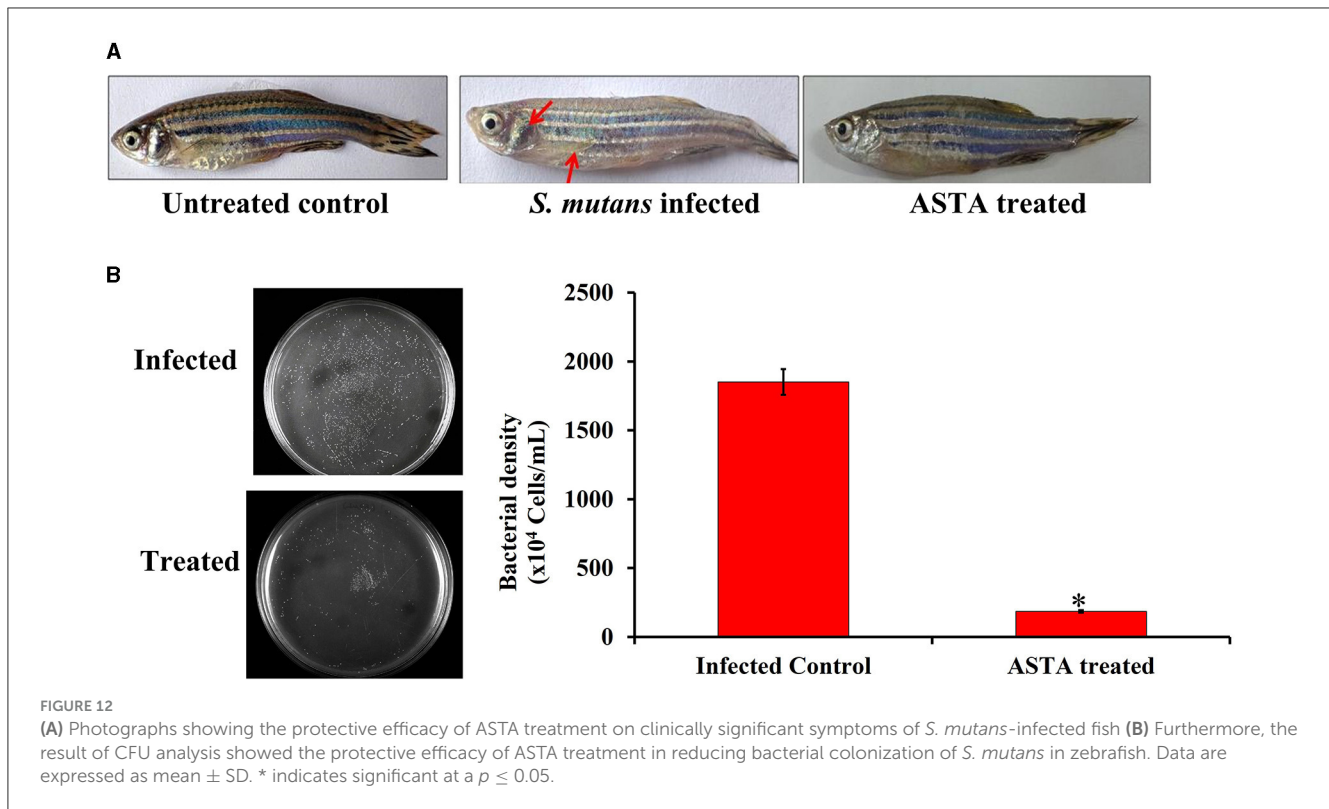 A
Untreated control
S. mutans infected
ASTA treated
B
Infected
Treated
Bacterial density
(x10⁴ Cells/mL)
2500
2000
1500
1000
500
0
*
Infected Control
ASTA treated
FIGURE 12
(A) Photographs showing the protective efficacy of ASTA treatment on clinically significant symptoms of S. mutans-infected fish (B) Furthermore, the
result of CFU analysis showed the protective efficacy of ASTA treatment in reducing bacterial colonization of S. mutans in zebrafish. Data are
expressed as mean ± SD. * indicates significant at a p ≤ 0.05.